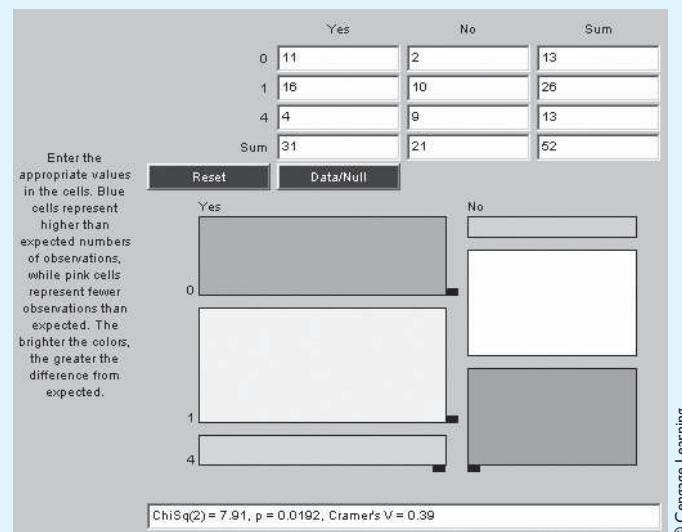 Yes No Sum
0 11 2 13
1 16 10 26
4 4 9 13
Sum 31 21 52
Reset Data/Null
Enter the
appropriate values
in the cells. Blue
cells represent
higher than
expected numbers
of observations,
while pink cells
represent fewer
observations than
expected. The
brighter the colors,
the greater the
difference from
expected.
Yes No
0
1
4
ChiSq(2) = 7.91, p = 0.0192, Cramer's V = 0.39
© Cengage Learning